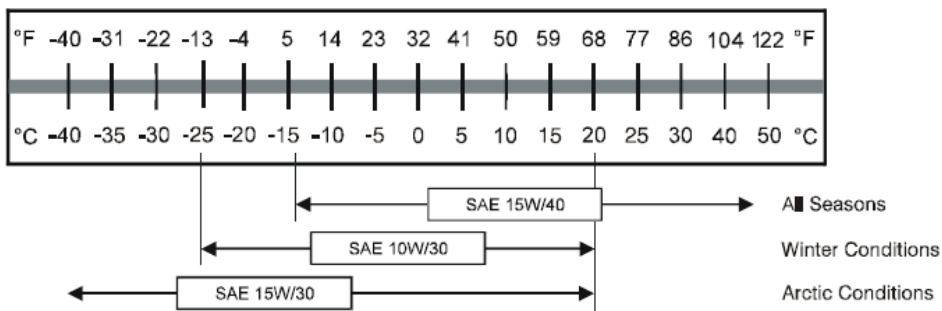 °F -40 -31 -22 -13 -4 5 14 23 32 41 50 59 68 77 86 104 122 °F
°C -40 -35 -30 -25 -20 -15 -10 -5 0 5 10 15 20 25 30 40 50 °C
SAE 15W/40 All Seasons
SAE 10W/30 Winter Conditions
SAE 15W/30 Arctic Conditions